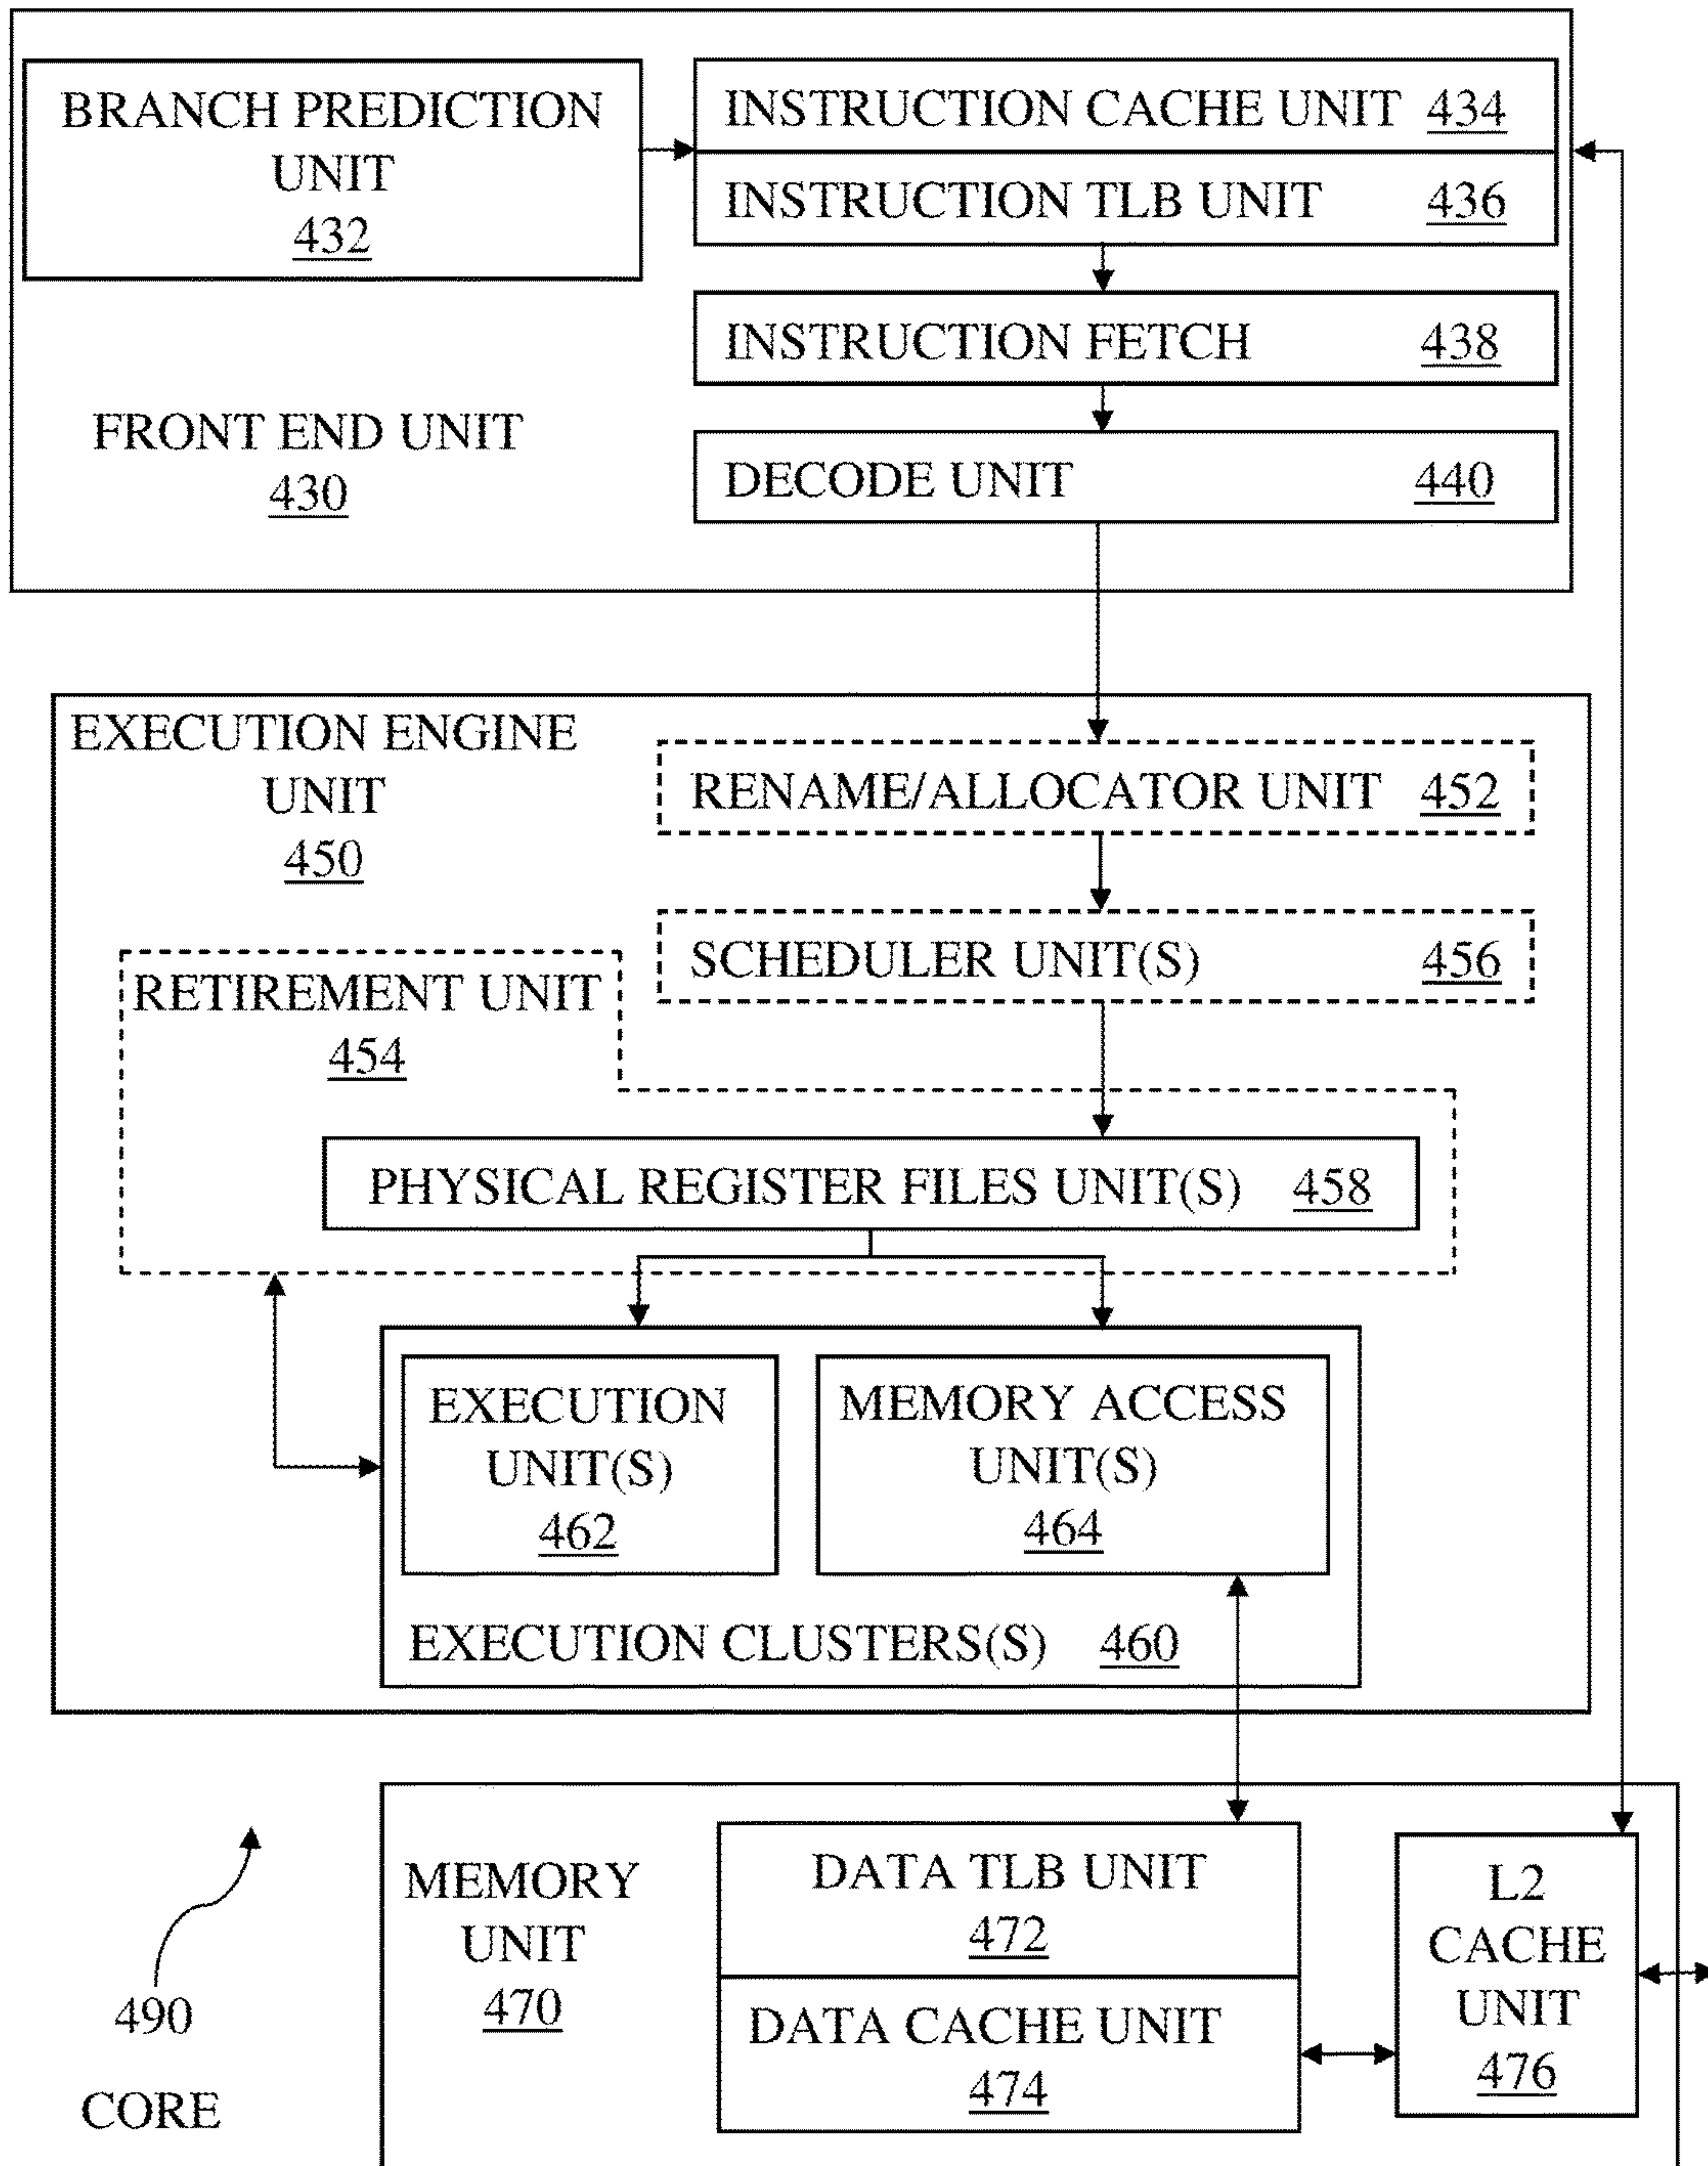 BRANCH PREDICTION
UNIT
432
INSTRUCTION CACHE UNIT 434
INSTRUCTION TLB UNIT 436
INSTRUCTION FETCH 438
FRONT END UNIT
430
DECODE UNIT 440
EXECUTION ENGINE
UNIT
450
RENAME/ALLOCATOR UNIT 452
SCHEDULER UNIT(S) 456
RETIREMENT UNIT
454
PHYSICAL REGISTER FILES UNIT(S) 458
EXECUTION
UNIT(S)
462
MEMORY ACCESS
UNIT(S)
464
EXECUTION CLUSTERS(S) 460
MEMORY
UNIT
470
DATA TLB UNIT
472
DATA CACHE UNIT
474
L2
CACHE
UNIT
476
490
CORE